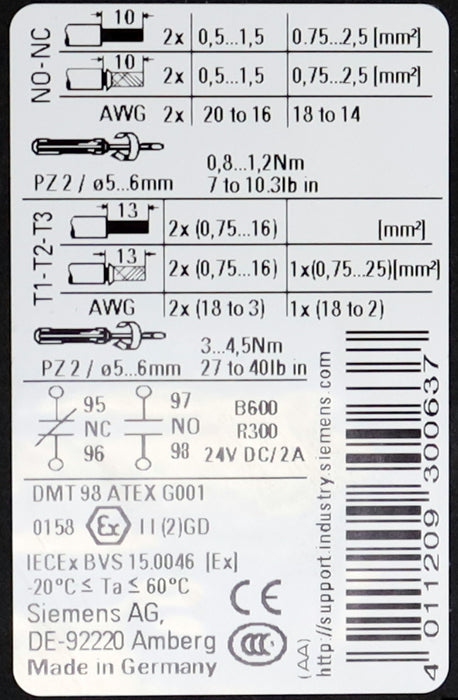 NO-NC
10
2x 0,5...1,5 0.75...2,5 [mm²]
10
2x 0,5...1,5 0,75...2,5 [mm²]
AWG 2x 20 to 16 18 to 14
0,8...1,2Nm
PZ 2 / ø5...6mm 7 to 10.3lb in
T1-T2-T3
13
2x (0,75...16) [mm²]
13
2x (0,75...16) 1x(0,75...25)[mm²]
AWG 2x (18 to 3) 1x (18 to 2)
3...4,5Nm
PZ 2 / ø5...6mm 27 to 40lb in
95 97 B600
NC NO R300
96 98 24V DC/2A
DMT 98 ATEX G001
0158 Ex II (2)GD
IECEx BVS 15.0046 [Ex]
-20°C ≤ Ta ≤ 60°C
CE
Siemens AG,
DE-92220 Amberg
CCC
Made in Germany
(AA)
http://support.industry.siemens.com
4 011209 300637